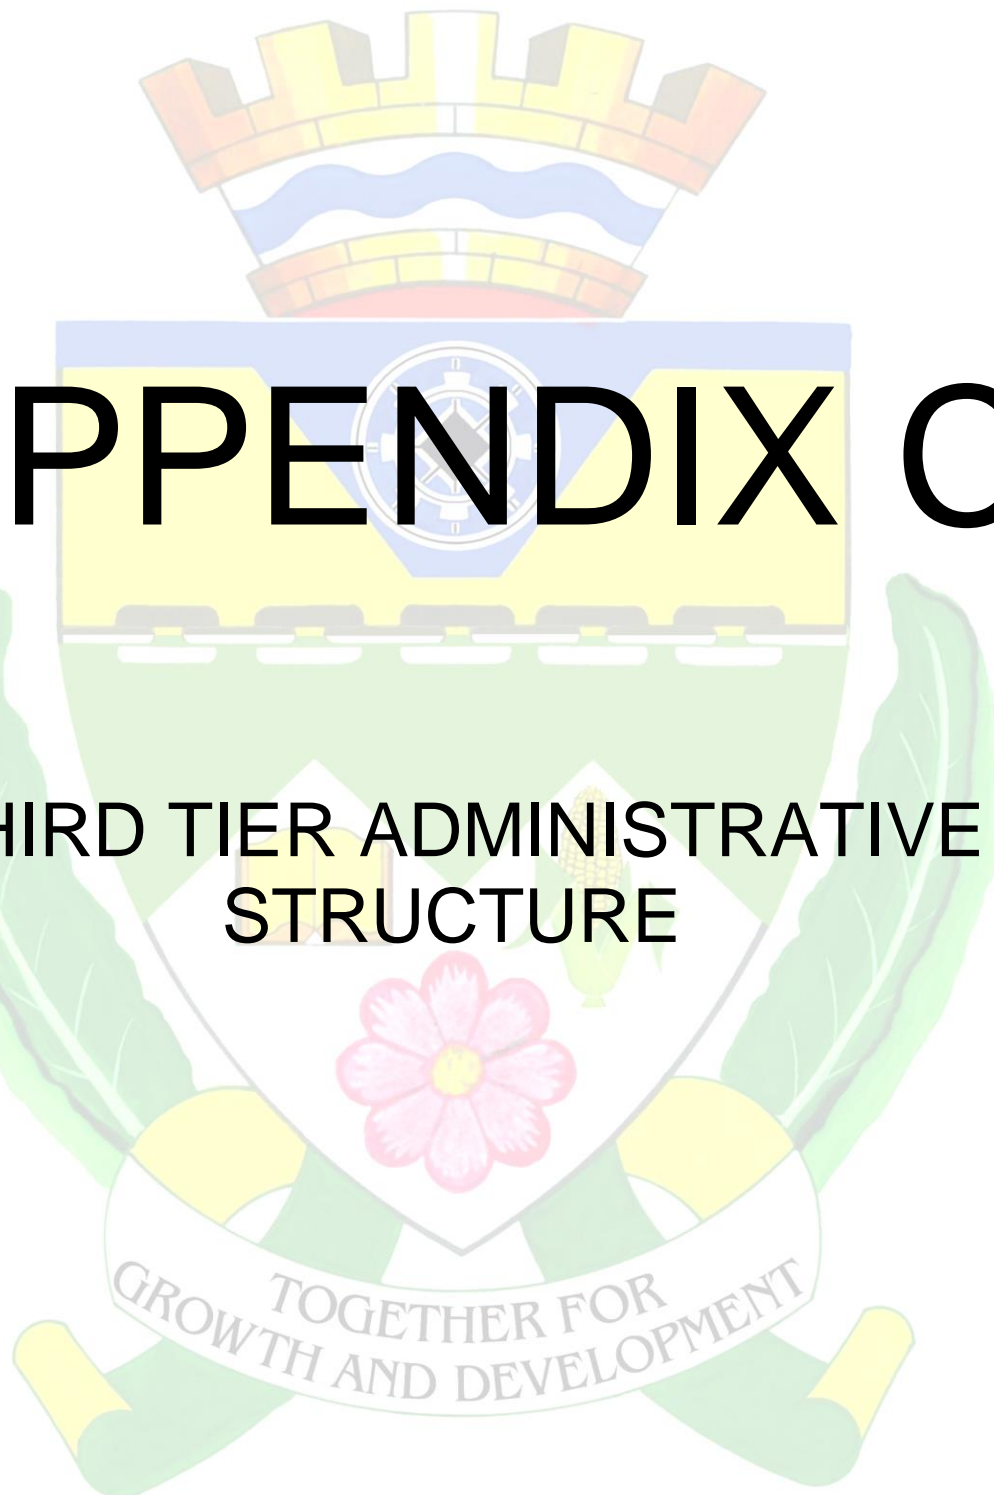 PPENDIX C
HIRD TIER ADMINISTRATIVE
STRUCTURE
TOGETHER FOR
GROWTH AND DEVELOPMENT